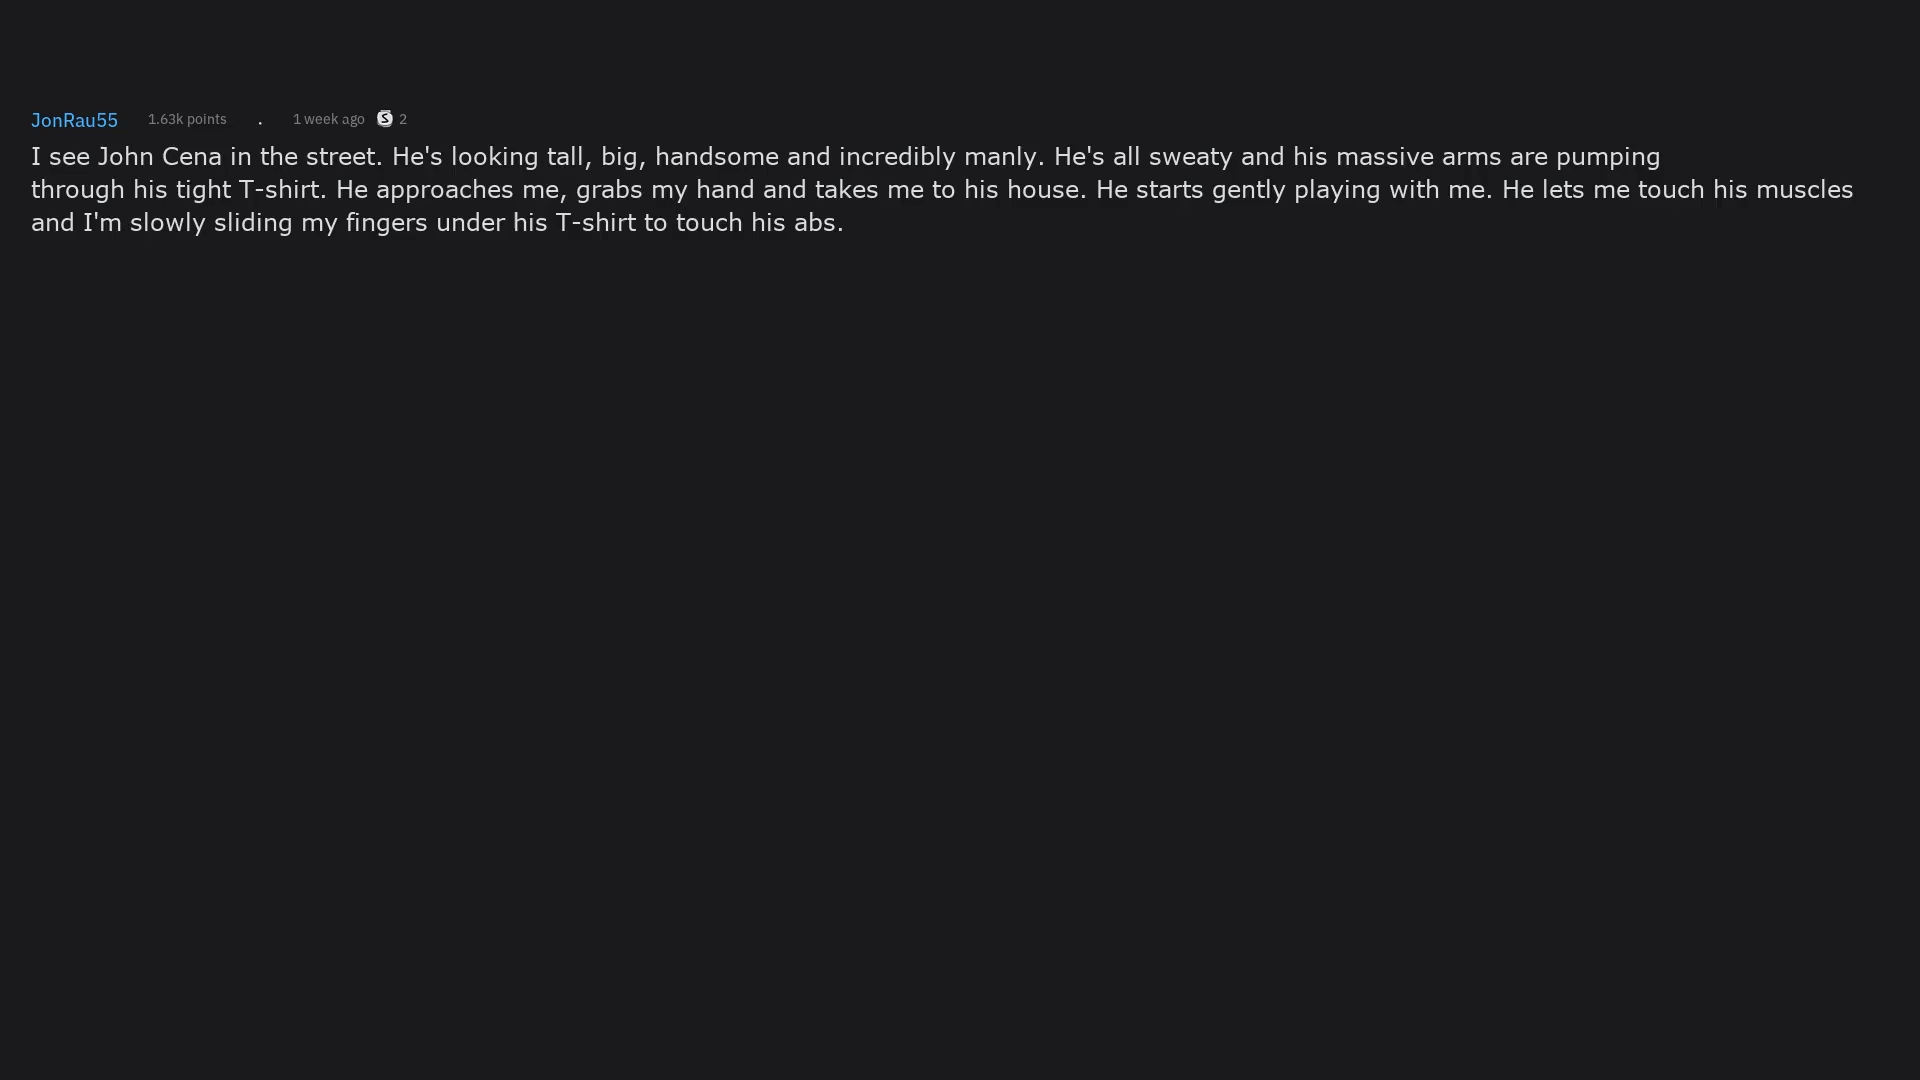 JonRau55 1.63k points . 1 week ago S 2
I see John Cena in the street. He's looking tall, big, handsome and incredibly manly. He's all sweaty and his massive arms are pumping
through his tight T-shirt. He approaches me, grabs my hand and takes me to his house. He starts gently playing with me. He lets me touch his muscles
and I'm slowly sliding my fingers under his T-shirt to touch his abs.